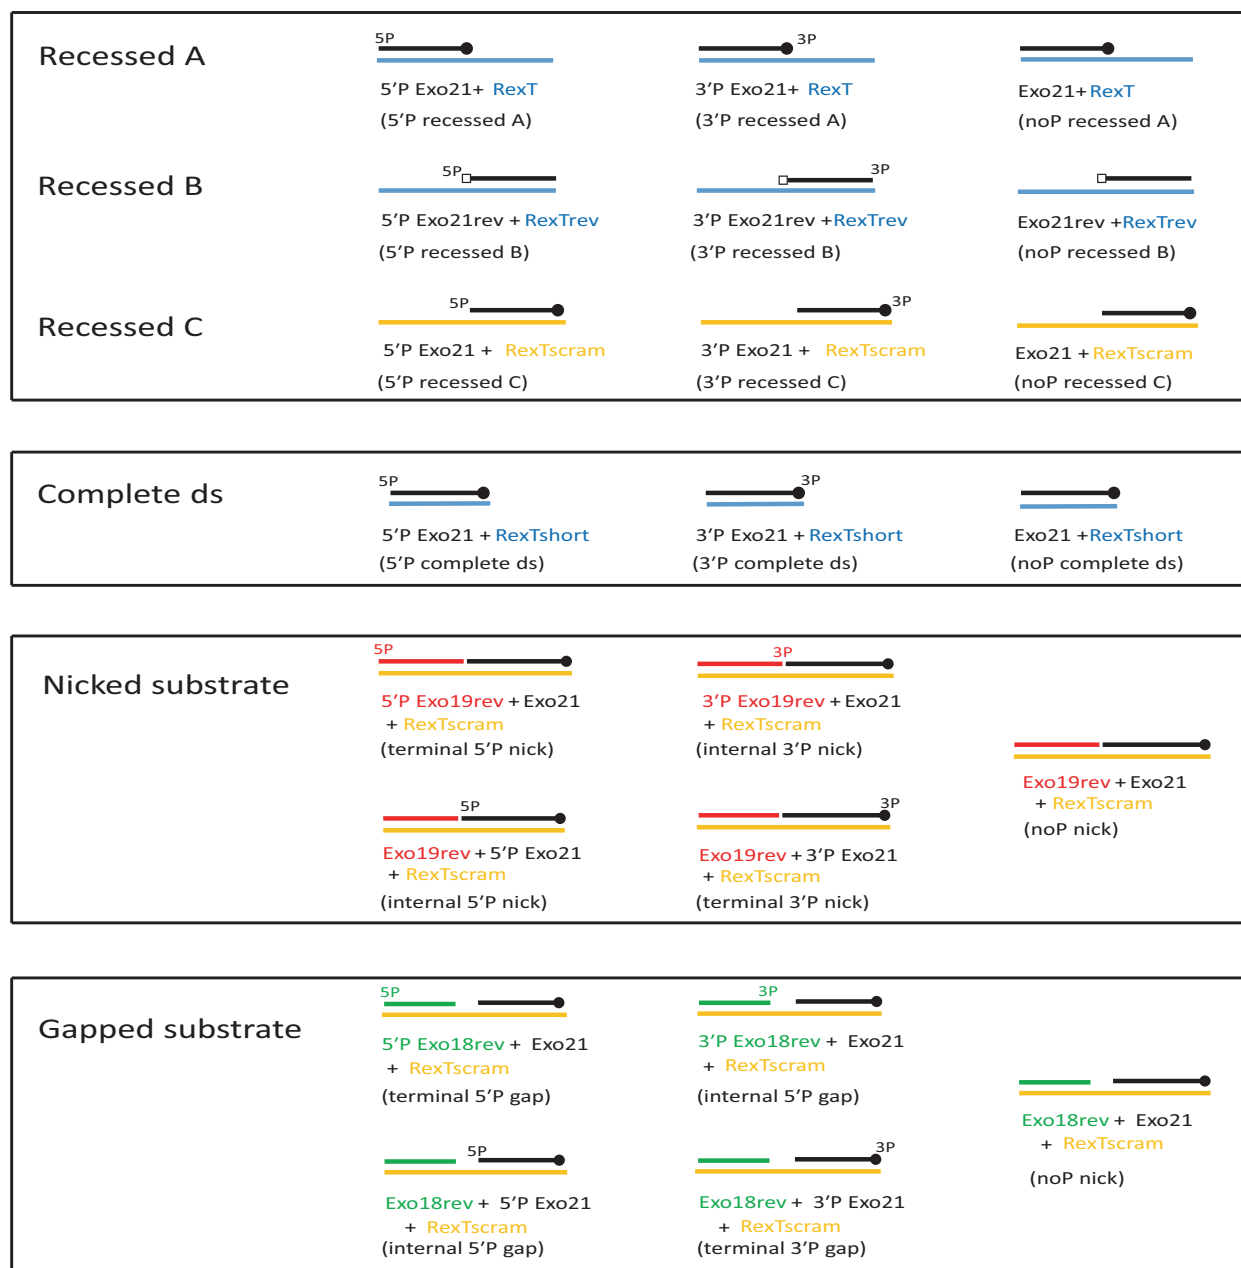 Recessed A
5P
3P
5'P Exo21+ RexT
(5'P recessed A)
3'P Exo21+ RexT
(3'P recessed A)
Exo21+RexT
(noP recessed A)
Recessed B
5P
3P
5'P Exo21rev + RexTrev
(5'P recessed B)
3'P Exo21rev +RexTrev
(3'P recessed B)
Exo21rev +RexTrev
(noP recessed B)
Recessed C
5P
3P
5'P Exo21 + RexTscram
(5'P recessed C)
3'P Exo21 + RexTscram
(3'P recessed C)
Exo21 + RexTscram
(noP recessed C)
Complete ds
5P
3P
5'P Exo21 + RexTshort
(5'P complete ds)
3'P Exo21 + RexTshort
(3'P complete ds)
Exo21 +RexTshort
(noP complete ds)
Nicked substrate
5P
5'P Exo19rev + Exo21
+ RexTscram
(terminal 5'P nick)
3P
3'P Exo19rev + Exo21
+ RexTscram
(internal 3'P nick)
5P
Exo19rev + 5'P Exo21
+ RexTscram
(internal 5'P nick)
3P
Exo19rev + 3'P Exo21
+ RexTscram
(terminal 3'P nick)
Exo19rev + Exo21
+ RexTscram
(noP nick)
Gapped substrate
5P
5'P Exo18rev + Exo21
+ RexTscram
(terminal 5'P gap)
3P
3'P Exo18rev + Exo21
+ RexTscram
(internal 5'P gap)
5P
Exo18rev + 5'P Exo21
+ RexTscram
(internal 5'P gap)
3P
Exo18rev + 3'P Exo21
+ RexTscram
(terminal 3'P gap)
Exo18rev + Exo21
+ RexTscram
(noP nick)